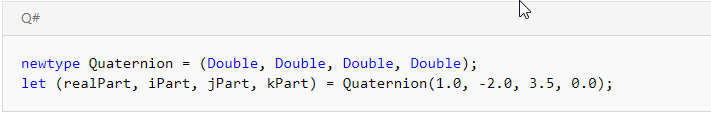 Q#
newtype Quaternion = (Double, Double, Double, Double);
let (realPart, iPart, jPart, kPart) = Quaternion(1.0, -2.0, 3.5, 0.0);